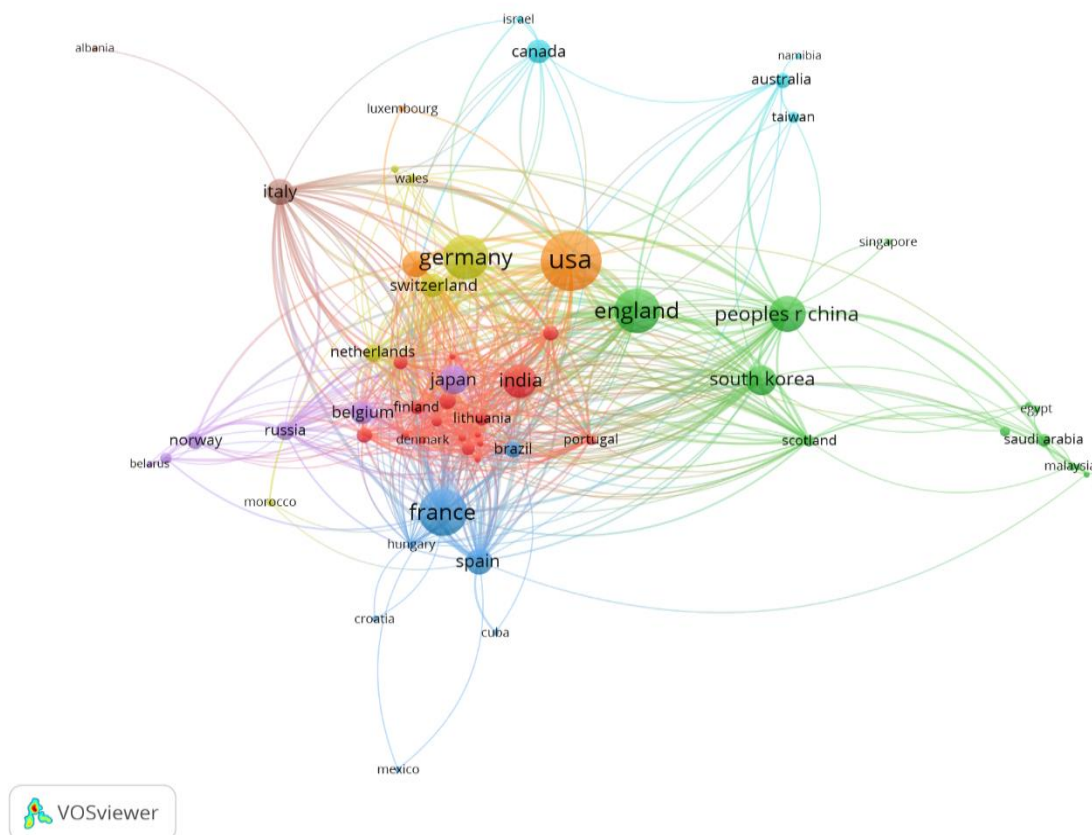 israel
albania
canada
namibia
australia
luxembourg
taiwan
wales
italy
singapore
germany
usa
switzerland
england
peoples r china
netherlands
japan
india
south korea
finland
belgium
lithuania
egypt
russia
denmark
portugal
scotland
saudi arabia
norway
brazil
belarus
malaysia
morocco
france
hungary
spain
croatia
cuba
mexico
VOSviewer